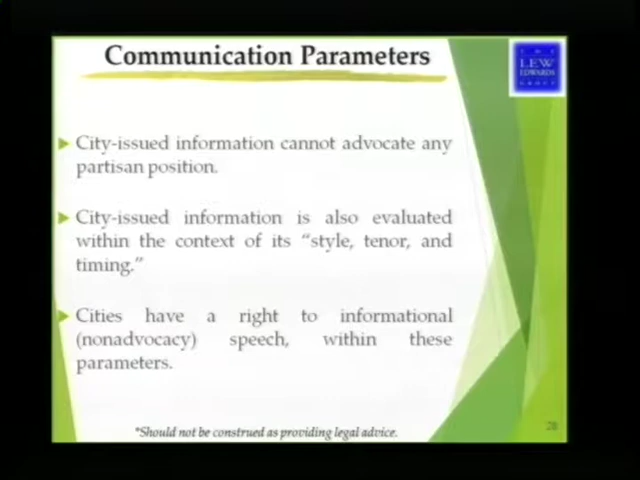 Communication Parameters
THE
LEW
EDWARDS
GROUP
City-issued information cannot advocate any
partisan position.
City-issued information is also evaluated
within the context of its “style, tenor, and
timing.”
Cities have a right to informational
(nonadvocacy) speech, within these
parameters.
*Should not be construed as providing legal advice.
28